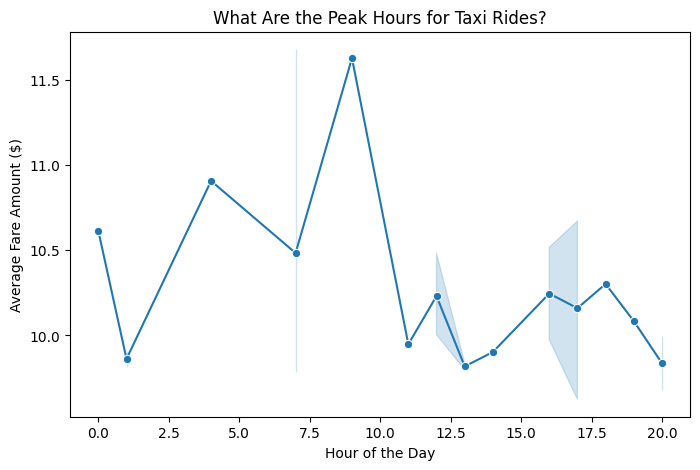 What Are the Peak Hours for Taxi Rides?
Average Fare Amount ($)
11.5
11.0
10.5
10.0
0.0 2.5 5.0 7.5 10.0 12.5 15.0 17.5 20.0
Hour of the Day